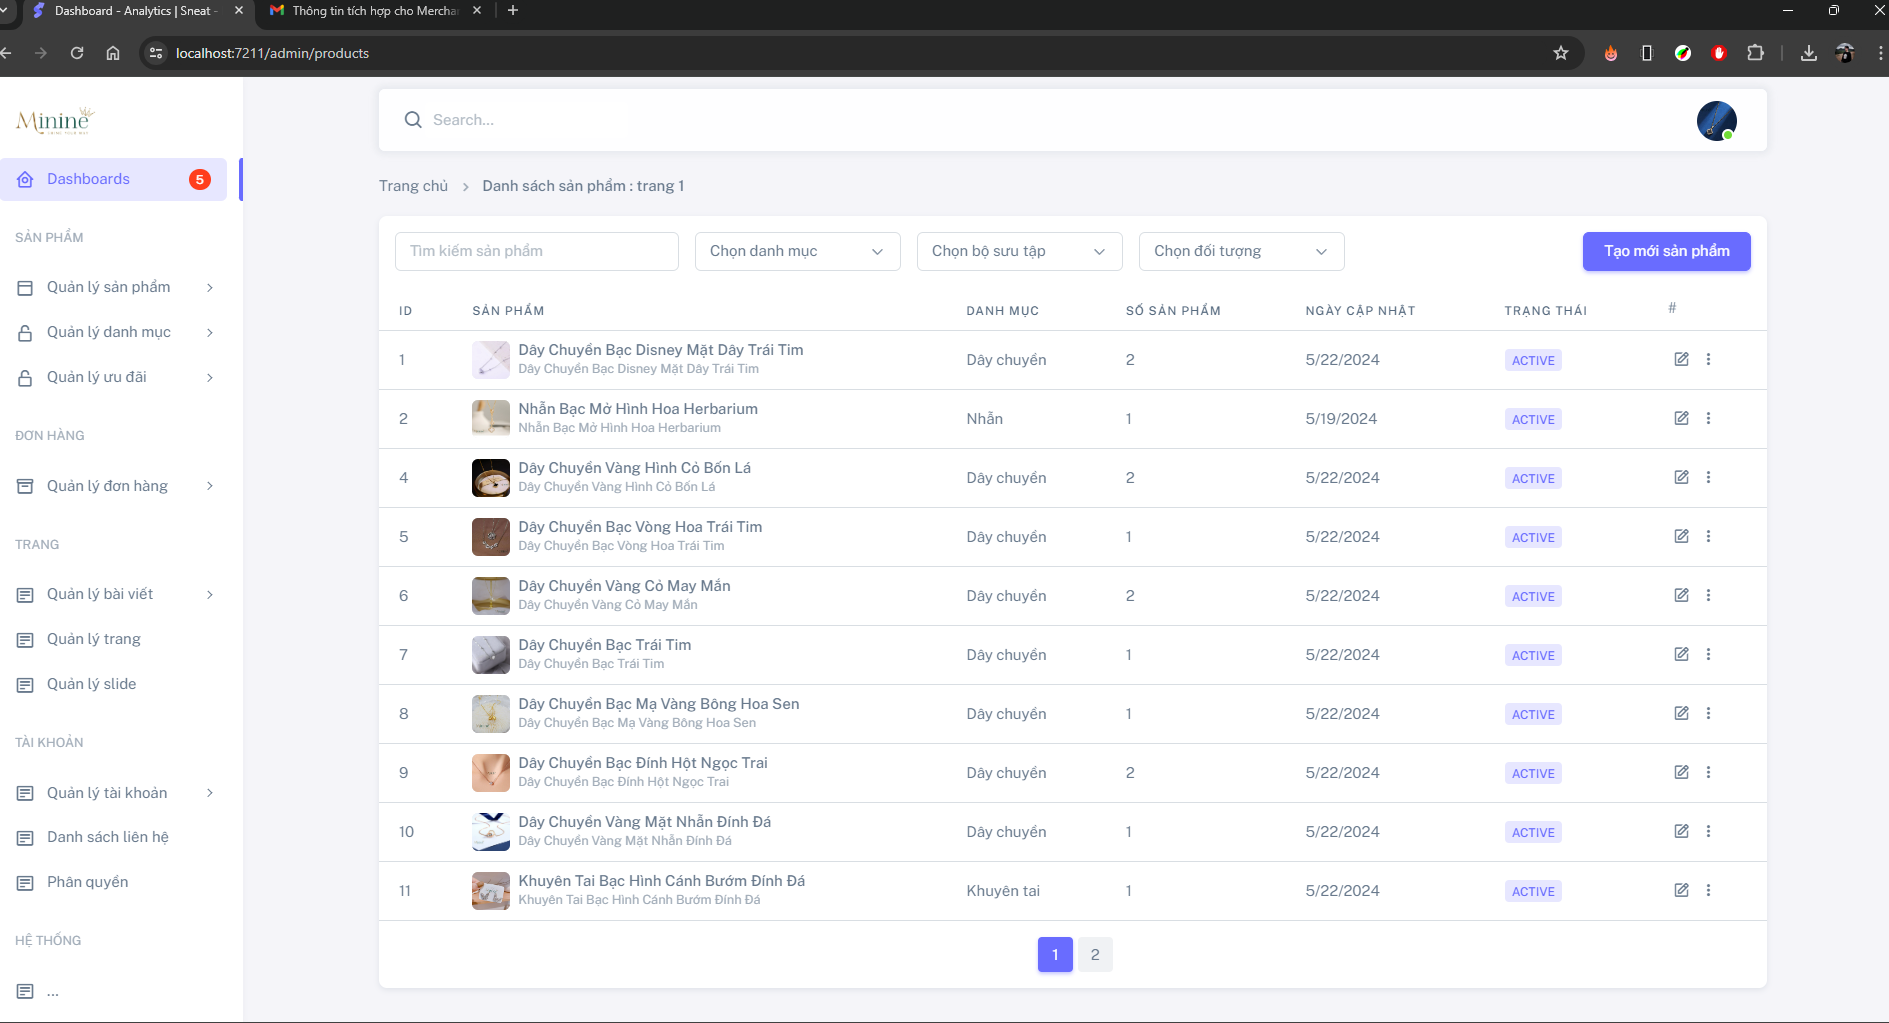 Dashboard - Analytics | Sneat -
Thông tin tích hợp cho Mercha
localhost:7211/admin/products
Minine
Search...
Dashboards 5
Trang chủ > Danh sách sản phẩm : trang 1
SẢN PHẨM
Quản lý sản phẩm
Quản lý danh mục
Quản lý ưu đãi
ĐƠN HÀNG
Quản lý đơn hàng
TRANG
Quản lý bài viết
Quản lý trang
Quản lý slide
TÀI KHOẢN
Quản lý tài khoản
Danh sách liên hệ
Phân quyền
HỆ THỐNG
...
Tìm kiếm sản phẩm Chọn danh mục Chọn bộ sưu tập Chọn đối tượng Tạo mới sản phẩm
ID SẢN PHẨM DANH MỤC SỐ SẢN PHẨM NGÀY CẬP NHẬT TRẠNG THÁI #
1 Dây Chuyền Bạc Disney Mặt Dây Trái Tim Dây chuyền 2 5/22/2024 ACTIVE
Dây Chuyền Bạc Disney Mặt Dây Trái Tim
2 Nhẫn Bạc Mở Hình Hoa Herbarium Nhẫn 1 5/19/2024 ACTIVE
Nhẫn Bạc Mở Hình Hoa Herbarium
4 Dây Chuyền Vàng Hình Cỏ Bốn Lá Dây chuyền 2 5/22/2024 ACTIVE
Dây Chuyền Vàng Hình Cỏ Bốn Lá
5 Dây Chuyền Bạc Vòng Hoa Trái Tim Dây chuyền 1 5/22/2024 ACTIVE
Dây Chuyền Bạc Vòng Hoa Trái Tim
6 Dây Chuyền Vàng Cỏ May Mắn Dây chuyền 2 5/22/2024 ACTIVE
Dây Chuyền Vàng Cỏ May Mắn
7 Dây Chuyền Bạc Trái Tim Dây chuyền 1 5/22/2024 ACTIVE
Dây Chuyền Bạc Trái Tim
8 Dây Chuyền Bạc Mạ Vàng Bông Hoa Sen Dây chuyền 1 5/22/2024 ACTIVE
Dây Chuyền Bạc Mạ Vàng Bông Hoa Sen
9 Dây Chuyền Bạc Đính Hột Ngọc Trai Dây chuyền 2 5/22/2024 ACTIVE
Dây Chuyền Bạc Đính Hột Ngọc Trai
10 Dây Chuyền Vàng Mặt Nhẫn Đính Đá Dây chuyền 1 5/22/2024 ACTIVE
Dây Chuyền Vàng Mặt Nhẫn Đính Đá
11 Khuyên Tai Bạc Hình Cánh Bướm Đính Đá Khuyên tai 1 5/22/2024 ACTIVE
Khuyên Tai Bạc Hình Cánh Bướm Đính Đá
1 2